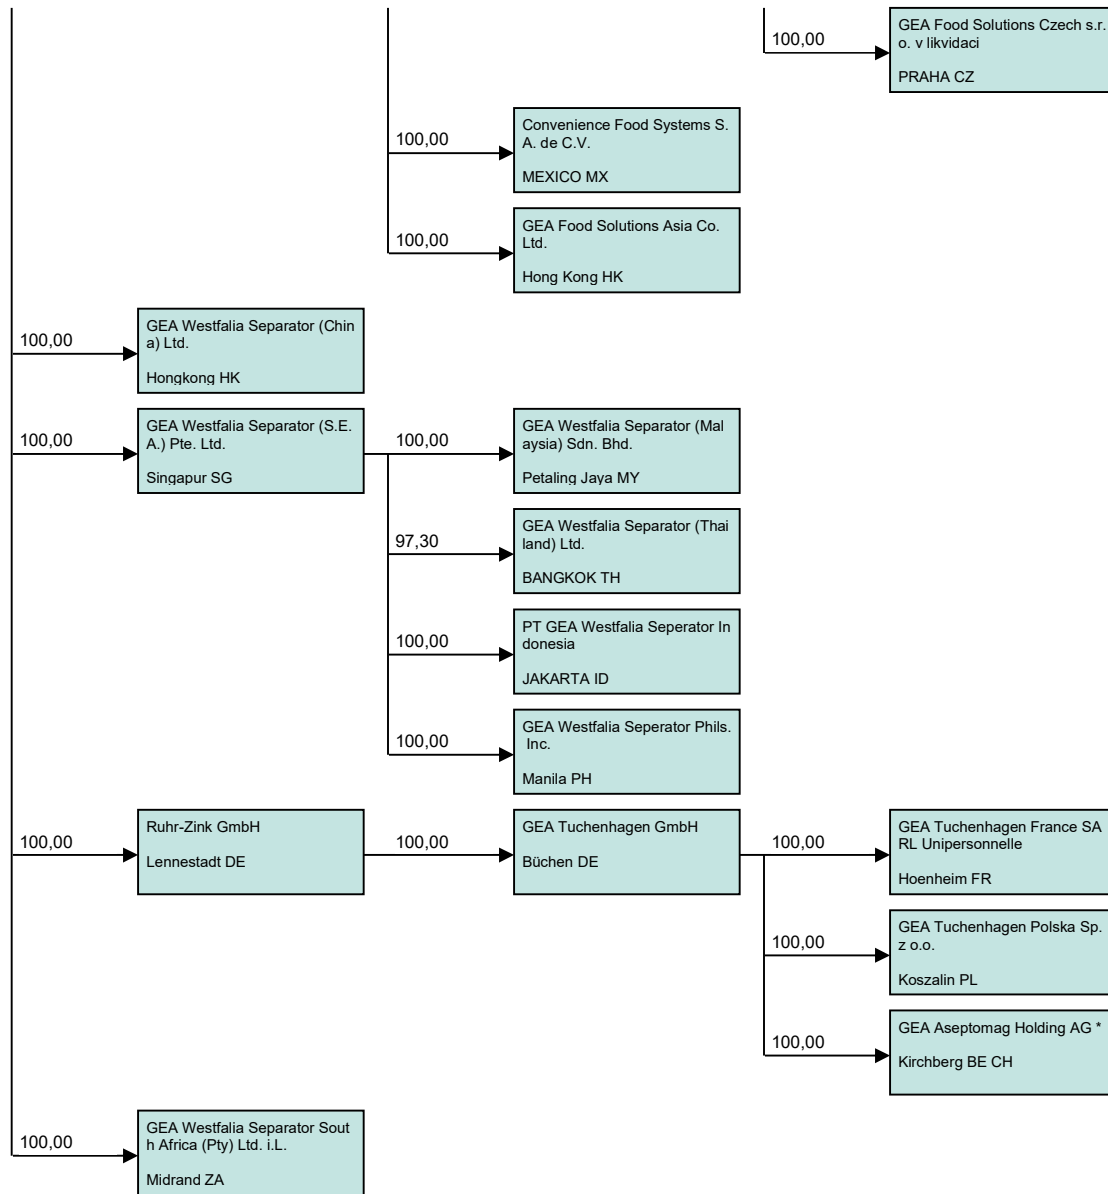 100,00
GEA Food Solutions Czech s.r.
o. v likvidaci
PRAHA CZ
100,00
Convenience Food Systems S.
A. de C.V.
MEXICO MX
100,00
GEA Food Solutions Asia Co.
Ltd.
Hong Kong HK
100,00
GEA Westfalia Separator (Chin
a) Ltd.
Hongkong HK
100,00
GEA Westfalia Separator (S.E.
A.) Pte. Ltd.
Singapur SG
100,00
GEA Westfalia Separator (Mal
aysia) Sdn. Bhd.
Petaling Jaya MY
97,30
GEA Westfalia Separator (Thai
land) Ltd.
BANGKOK TH
100,00
PT GEA Westfalia Seperator In
donesia
JAKARTA ID
100,00
GEA Westfalia Seperator Phils.
Inc.
Manila PH
100,00
Ruhr-Zink GmbH
Lennestadt DE
100,00
GEA Tuchenhagen GmbH
Büchen DE
100,00
GEA Tuchenhagen France SA
RL Unipersonnelle
Hoenheim FR
100,00
GEA Tuchenhagen Polska Sp.
z o.o.
Koszalin PL
100,00
GEA Aseptomag Holding AG *
Kirchberg BE CH
100,00
GEA Westfalia Separator Sout
h Africa (Pty) Ltd. i.L.
Midrand ZA